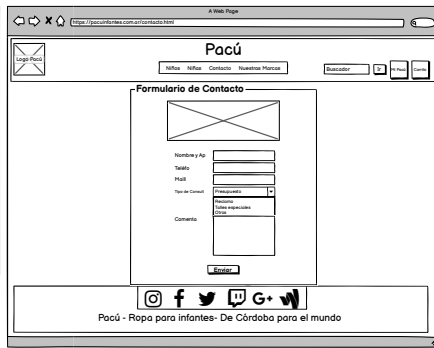 A Web Page
https://pacuinfantes.com.ar/contacto.html
Pacú
Logo Pacú
Niñas Niños Contacto Nuestras Marcas
Buscador
Ir
Mi Pacú
Carrito
Formulario de Contacto
Nombre y Ap
Teléfo
Maill
Tipo de Consult
Presupuesto
Reclamo
Talles especiales
Otros
Comenta
Enviar
Pacú - Ropa para infantes- De Córdoba para el mundo